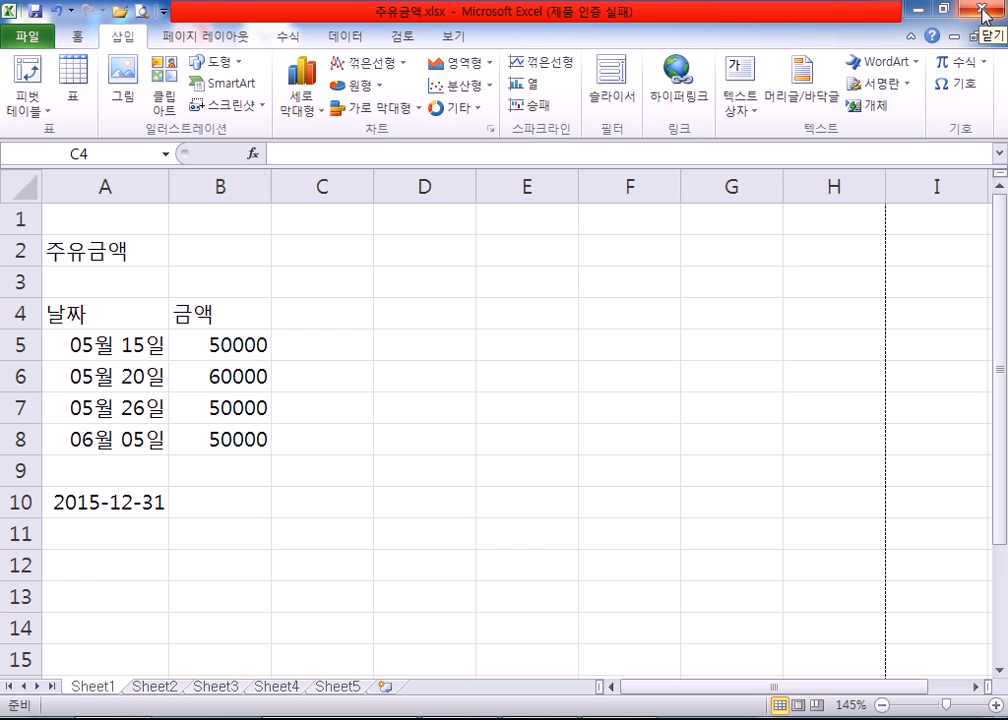 주유금액.xlsx - Microsoft Excel (제품 인증 실패)
닫기
파일 홈 삽입 페이지 레이아웃 수식 데이터 검토 보기
피벗 테이블
표
그림
클립 아트
도형
SmartArt
스크린샷
세로 막대형
꺾은선형
원형
가로 막대형
영역형
분산형
기타
꺾은선형
열
승패
슬라이서
하이퍼링크
텍스트 상자
머리글/바닥글
WordArt
서명란
개체
π 수식
Ω 기호
표 일러스트레이션 차트 스파크라인 필터 링크 텍스트 기호
C4 fx
A B C D E F G H I
1
2 주유금액
3
4 날짜 금액
5 05월 15일 50000
6 05월 20일 60000
7 05월 26일 50000
8 06월 05일 50000
9
10 2015-12-31
11
12
13
14
15
Sheet1 Sheet2 Sheet3 Sheet4 Sheet5
준비 145%